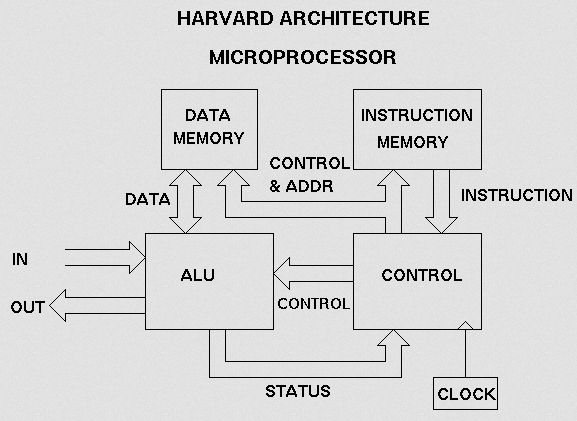 HARVARD ARCHITECTURE
MICROPROCESSOR
DATA
MEMORY
INSTRUCTION
MEMORY
CONTROL
& ADDR
DATA
INSTRUCTION
IN
ALU
CONTROL
OUT
CONTROL
STATUS
CLOCK